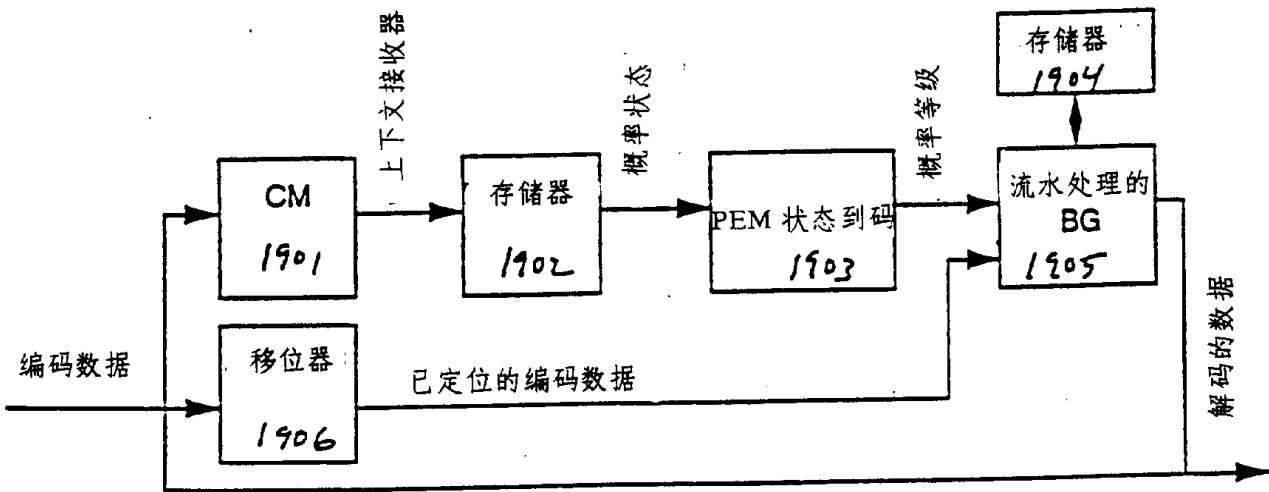 上下文接收器
概率状态
概率等级
存储器
1904
CM
1901
存储器
1902
PEM 状态到码
1903
流水处理的
BG
1905
编码数据
移位器
1906
已定位的编码数据
解码的数据